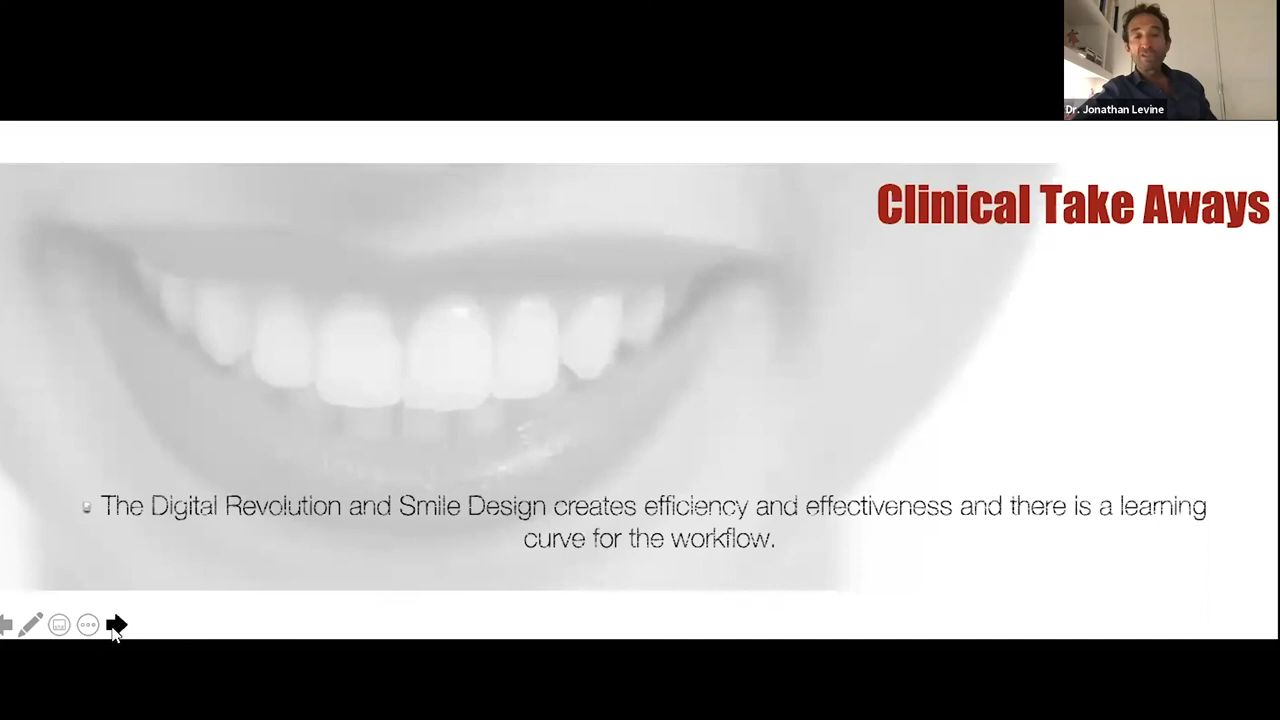 Dr. Jonathan Levine
Clinical Take Aways
The Digital Revolution and Smile Design creates efficiency and effectiveness and there is a learning
curve for the workflow.